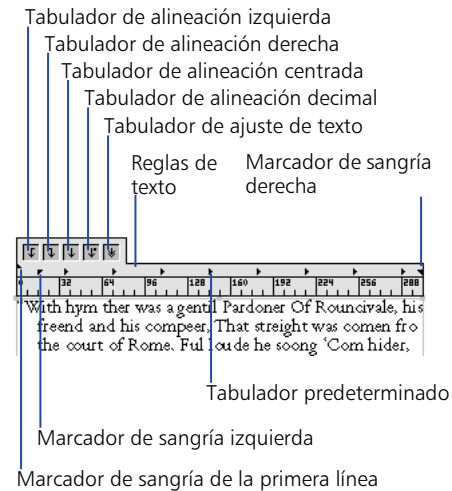 Tabulador de alineación izquierda
Tabulador de alineación derecha
Tabulador de alineación centrada
Tabulador de alineación decimal
Tabulador de ajuste de texto
Reglas de texto
Marcador de sangría derecha
0 32 64 96 128 160 192 224 256 288
With hym ther was a gentil Pardoner Of Rouncivale, his
freend and his compeer, That streight was comen fro
the court of Rome. Ful loude he soong ‘Com hider,
Tabulador predeterminado
Marcador de sangría izquierda
Marcador de sangría de la primera línea